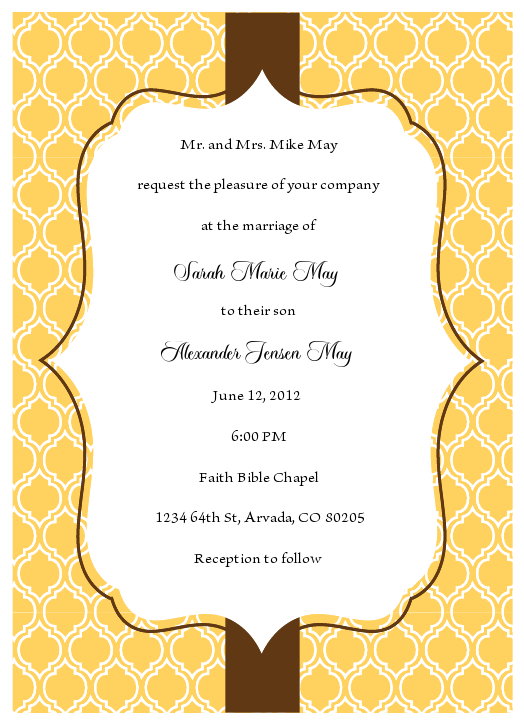 Mr. and Mrs. Mike May
request the pleasure of your company
at the marriage of
Sarah Marie May
to their son
Alexander Jensen May
June 12, 2012
6:00 PM
Faith Bible Chapel
1234 64th St, Arvada, CO 80205
Reception to follow